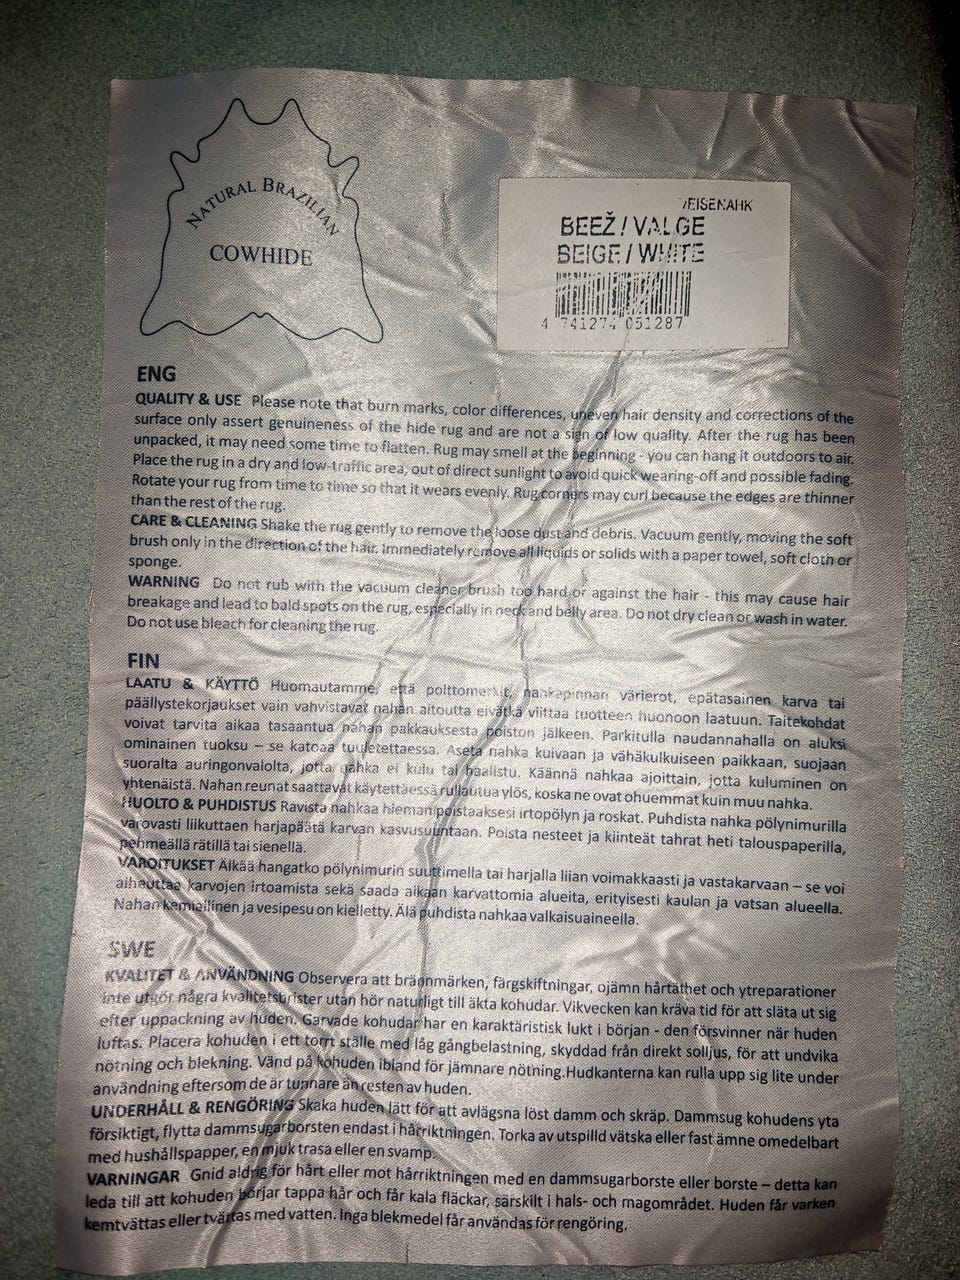 NATURAL BRAZILIAN
COWHIDE
/EISENAHK
BEEŽ / VALGE
BEIGE / WHITE
4 741274 051287
ENG
QUALITY & USE Please note that burn marks, color differences, uneven hair density and corrections of the
surface only assert genuineness of the hide rug and are not a sign of low quality. After the rug has been
unpacked, it may need some time to flatten. Rug may smell at the beginning - you can hang it outdoors to air.
Place the rug in a dry and low-traffic area, out of direct sunlight to avoid quick wearing-off and possible fading.
Rotate your rug from time to time so that it wears evenly. Rug corners may curl because the edges are thinner
than the rest of the rug.
CARE & CLEANING Shake the rug gently to remove the loose dust and debris. Vacuum gently, moving the soft
brush only in the direction of the hair. Immediately remove all liquids or solids with a paper towel, soft cloth or
sponge.
WARNING Do not rub with the vacuum cleaner brush too hard or against the hair - this may cause hair
breakage and lead to bald spots on the rug, especially in neck and belly area. Do not dry clean or wash in water.
Do not use bleach for cleaning the rug.
FIN
LAATU & KÄYTTÖ Huomautamme, että polttomerkit, nahkapinnan värierot, epätasainen karva tai
päällystekorjaukset vain vahvistavat nahan aitoutta eivätkä viittaa tuotteen huonoon laatuun. Taitekohdat
voivat tarvita aikaa tasaantua nahan pakkauksesta poiston jälkeen. Parkitulla naudannahalla on aluksi
ominainen tuoksu – se katoaa tuuletettaessa. Aseta nahka kuivaan ja vähäkulkuiseen paikkaan, suojaan
suoralta auringonvalolta, jotta nahka ei kulu tai haalistu. Käännä nahkaa ajoittain, jotta kuluminen on
yhtenäistä. Nahan reunat saattavat käytettäessä rullautua ylös, koska ne ovat ohuemmat kuin muu nahka.
HUOLTO & PUHDISTUS Ravista nahkaa hieman poistaaksesi irtopölyn ja roskat. Puhdista nahka pölynimurilla
varovasti liikuttaen harjapäätä karvan kasvusuuntaan. Poista nesteet ja kiinteät tahrat heti talouspaperilla,
pehmeällä rätillä tai sienellä.
VAROITUKSET Älkää hangatko pölynimurin suuttimella tai harjalla liian voimakkaasti ja vastakarvaan – se voi
aiheuttaa karvojen irtoamista sekä saada aikaan karvattomia alueita, erityisesti kaulan ja vatsan alueella.
Nahan kemiallinen ja vesipesu on kielletty. Älä puhdista nahkaa valkaisuaineella.
SWE
KVALITET & ANVÄNDNING Observera att brännmärken, färgskiftningar, ojämn hårtäthet och ytreparationer
inte utgör några kvalitetsbrister utan hör naturligt till äkta kohudar. Vikvecken kan kräva tid för att släta ut sig
efter uppackning av huden. Garvade kohudar har en karaktäristisk lukt i början - den försvinner när huden
luftas. Placera kohuden i ett torrt ställe med låg gångbelastning, skyddad från direkt solljus, för att undvika
nötning och blekning. Vänd på kohuden ibland för jämnare nötning.Hudkanterna kan rulla upp sig lite under
användning eftersom de är tunnare än resten av huden.
UNDERHÅLL & RENGÖRING Skaka huden lätt för att avlägsna löst damm och skräp. Dammsug kohudens yta
försiktigt, flytta dammsugarborsten endast i hårriktningen. Torka av utspilld vätska eller fast ämne omedelbart
med hushållspapper, en mjuk trasa eller en svamp.
VARNINGAR Gnid aldrig för hårt eller mot hårriktningen med en dammsugarborste eller borste – detta kan
leda till att kohuden börjar tappa hår och får kala fläckar, särskilt i hals- och magområdet. Huden får varken
kemtvättas eller tvättas med vatten. Inga blekmedel får användas för rengöring.